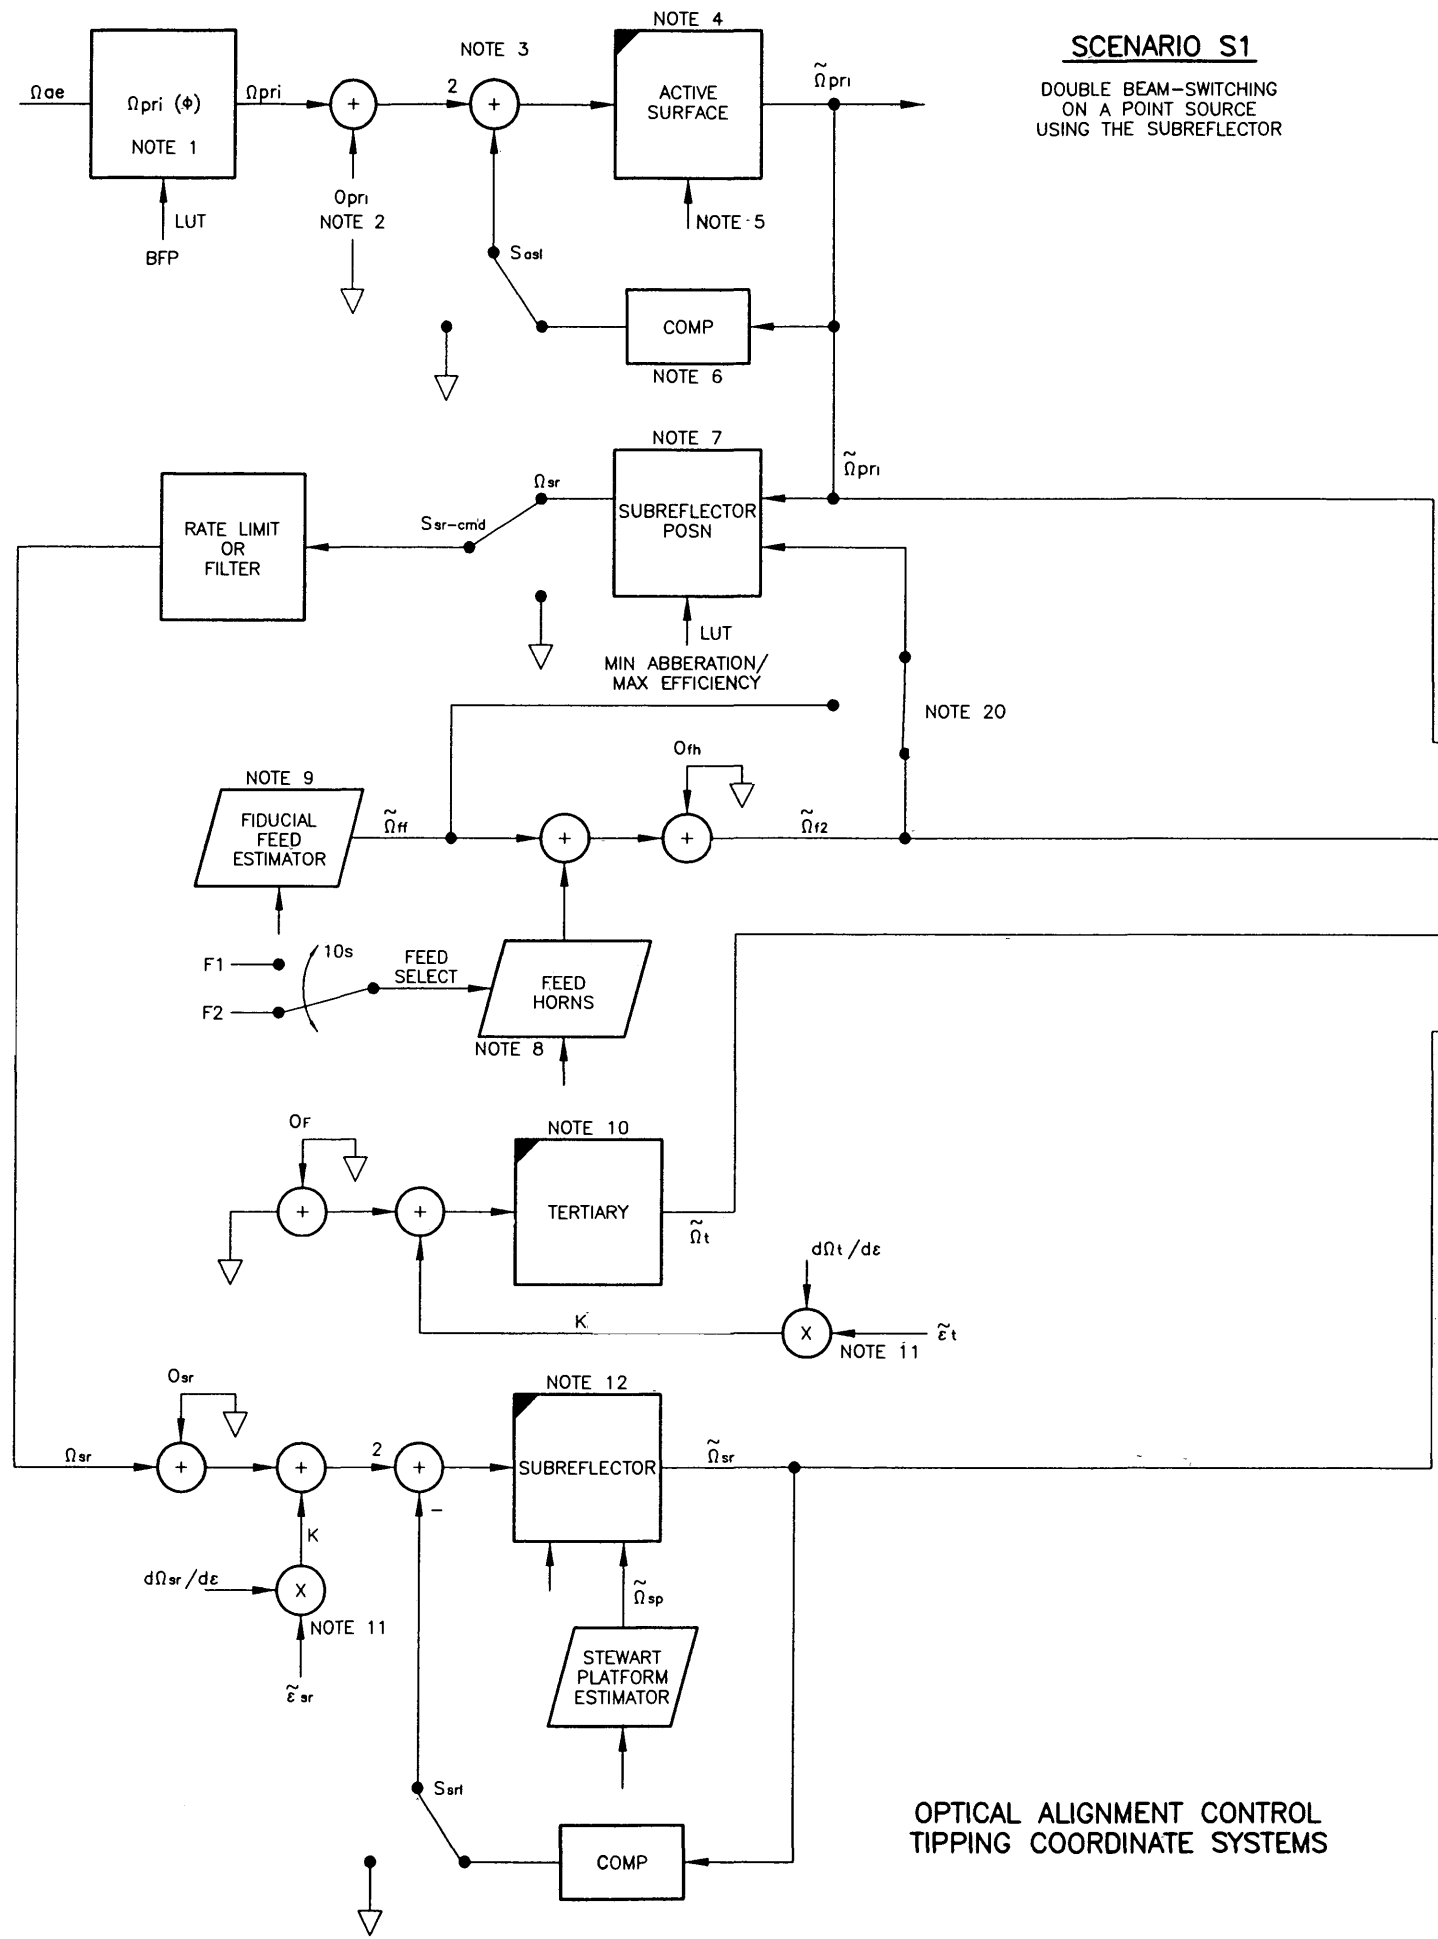 SCENARIO S1
DOUBLE BEAM-SWITCHING
ON A POINT SOURCE
USING THE SUBREFLECTOR
Ωae
Ωpri (Φ)
NOTE 1
LUT
BFP
Ωpri
+
Opri
NOTE 2
NOTE 3
2
+
NOTE 4
ACTIVE
SURFACE
NOTE 5
Ω̃pri
Sasl
COMP
NOTE 6
Ω̃pri
NOTE 7
SUBREFLECTOR
POSN
Ωsr
Ssr-cmd
RATE LIMIT
OR
FILTER
LUT
MIN ABBERATION/
MAX EFFICIENCY
NOTE 20
Ofh
NOTE 9
FIDUCIAL
FEED
ESTIMATOR
Ω̃ff
+
+
Ω̃f2
F1
F2
10s
FEED
SELECT
FEED
HORNS
NOTE 8
OF
NOTE 10
+
+
TERTIARY
Ω̃t
dΩt/dε
K
X
ε̃t
NOTE 11
Osr
NOTE 12
Ωsr
+
+
2
+
−
SUBREFLECTOR
Ω̃sr
K
dΩsr/dε
X
NOTE 11
ε̃sr
Ω̃sp
STEWART
PLATFORM
ESTIMATOR
Ssrl
COMP
OPTICAL ALIGNMENT CONTROL
TIPPING COORDINATE SYSTEMS